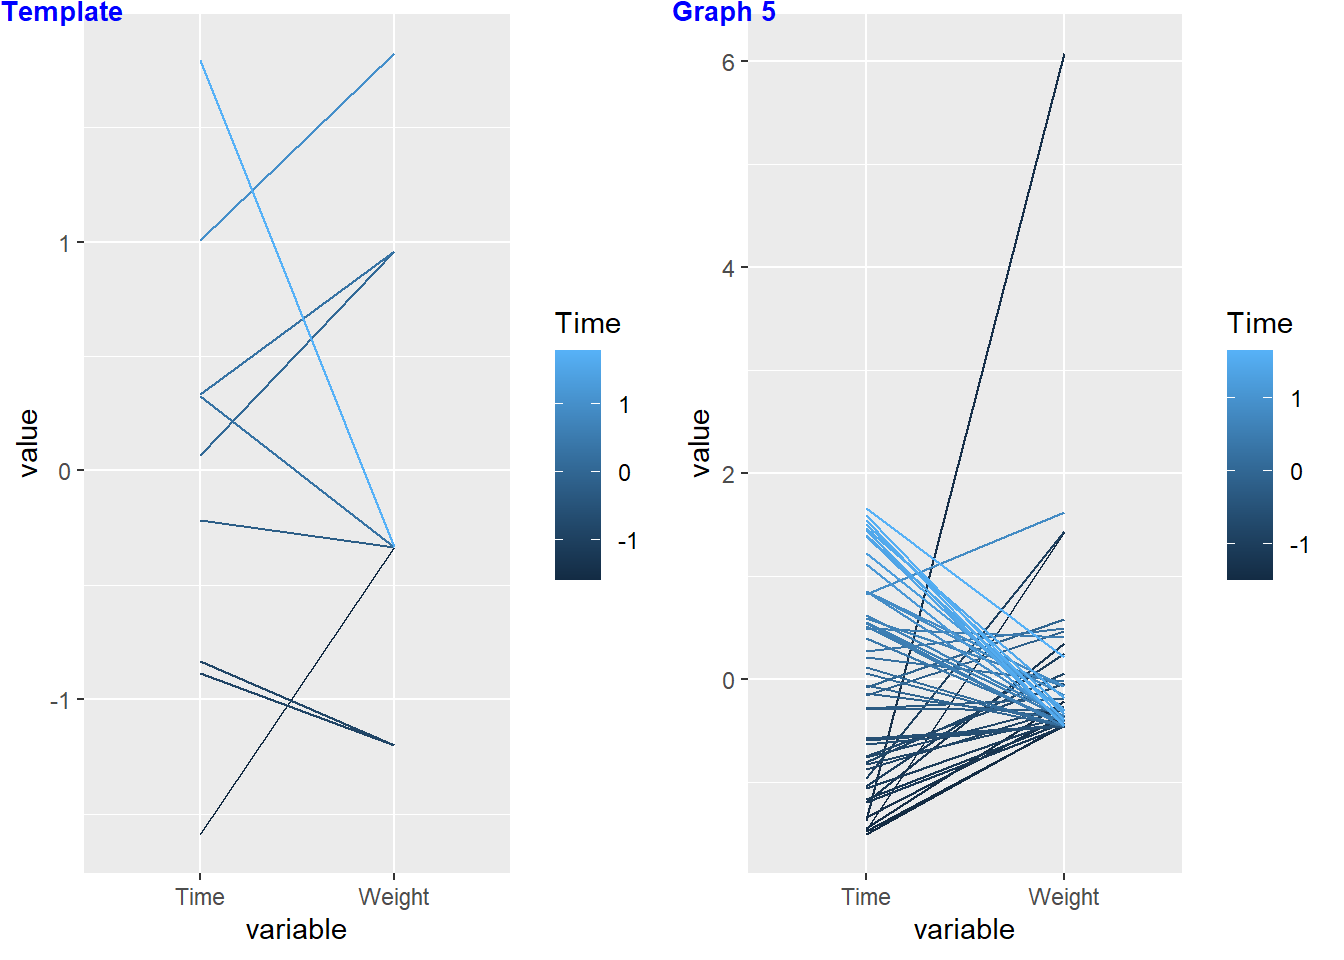 Template
1
0
-1
value
Time
Weight
variable
Time
1
0
-1
Graph 5
6
4
2
0
value
Time
Weight
variable
Time
1
0
-1